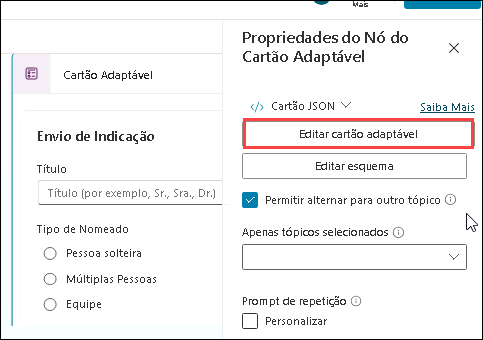 Mais
Propriedades do Nó do
Cartão Adaptável
Cartão Adaptável
Cartão JSON
Saiba Mais
Editar cartão adaptável
Editar esquema
Envio de Indicação
Título
Título (por exemplo, Sr., Sra., Dr.)
Permitir alternar para outro tópico
Tipo de Nomeado
Apenas tópicos selecionados
Pessoa solteira
Múltiplas Pessoas
Equipe
Prompt de repetição
Personalizar